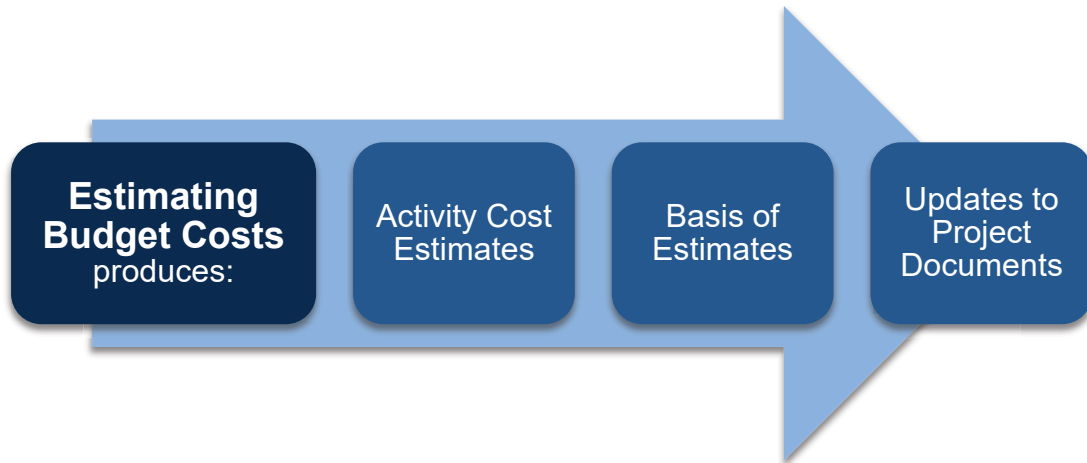 Estimating
Budget Costs
produces:
Activity Cost
Estimates
Basis of
Estimates
Updates to
Project
Documents